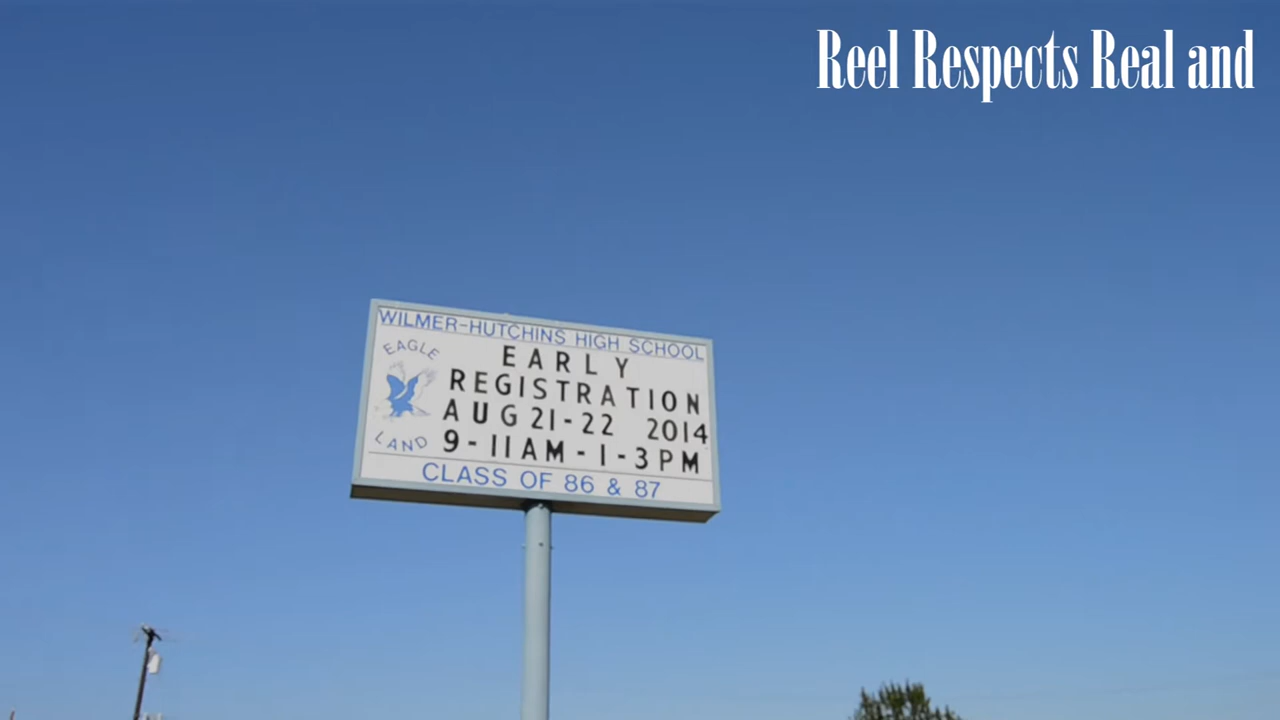 Reel Respects Real and
WILMER-HUTCHINS HIGH SCHOOL
EAGLE
LAND
EARLY
REGISTRATION
AUG 21-22 2014
9-11AM-1-3PM
CLASS OF 86 & 87